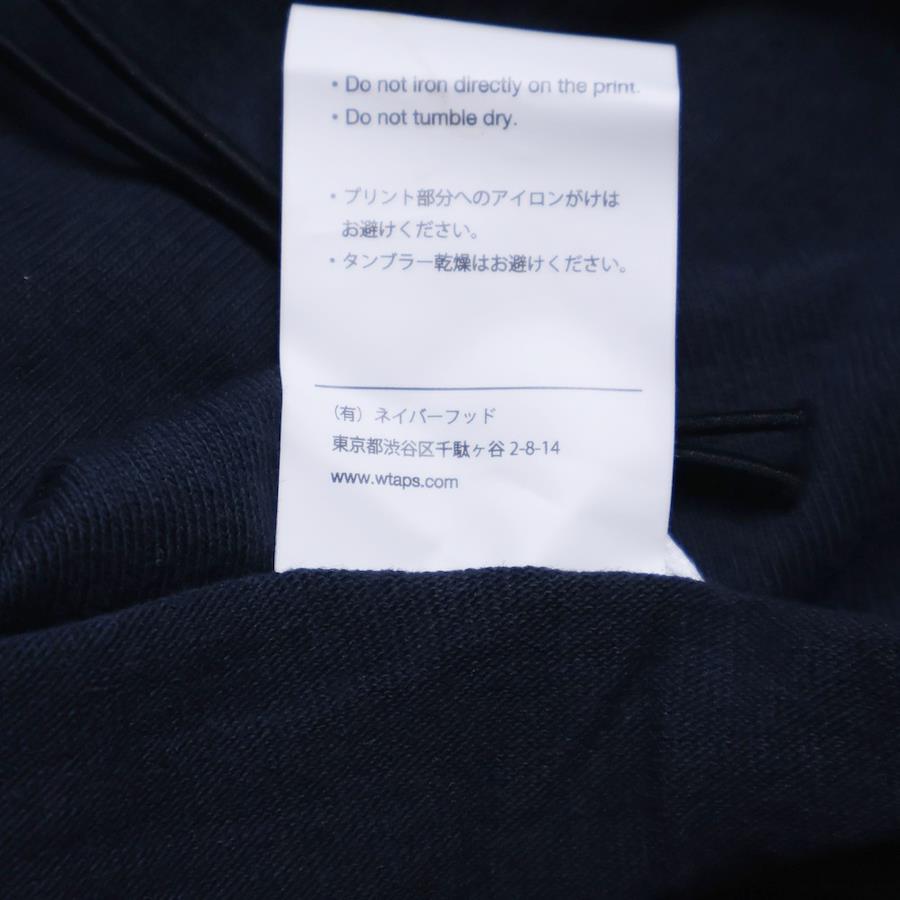 • Do not iron directly on the print.
• Do not tumble dry.
• プリント部分へのアイロンがけは
お避けください。
• タンブラー乾燥はお避けください。
（有）ネイバーフッド
東京都渋谷区千駄ヶ谷 2-8-14
www.wtaps.com